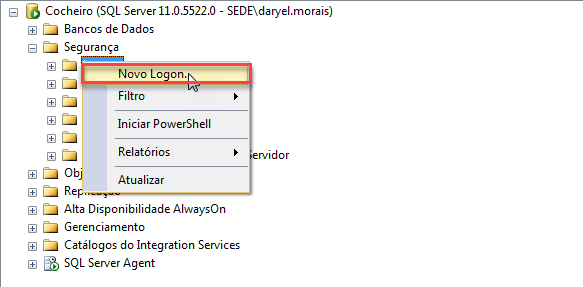 Cocheiro (SQL Server 11.0.5522.0 - SEDE\daryel.morais)
Bancos de Dados
Segurança
Novo Logon...
Filtro
Iniciar PowerShell
Relatórios
Servidor
Atualizar
Replicação
Alta Disponibilidade AlwaysOn
Gerenciamento
Catálogos do Integration Services
SQL Server Agent